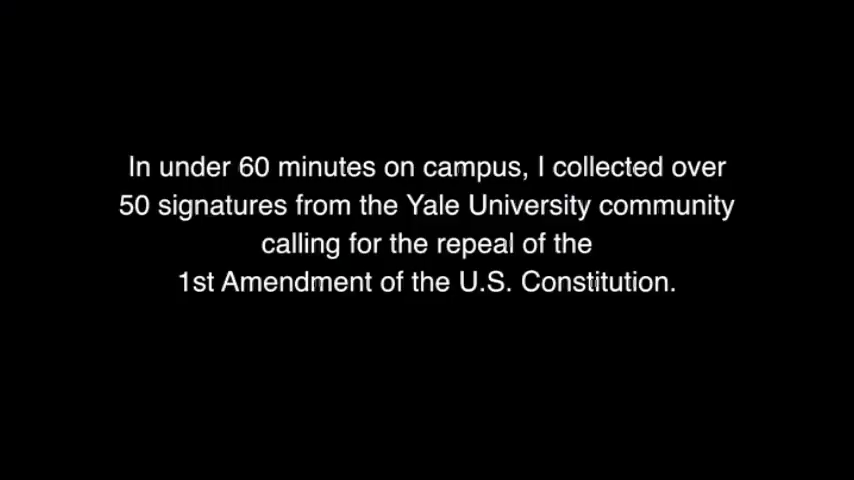 In under 60 minutes on campus, I collected over
50 signatures from the Yale University community
calling for the repeal of the
1st Amendment of the U.S. Constitution.